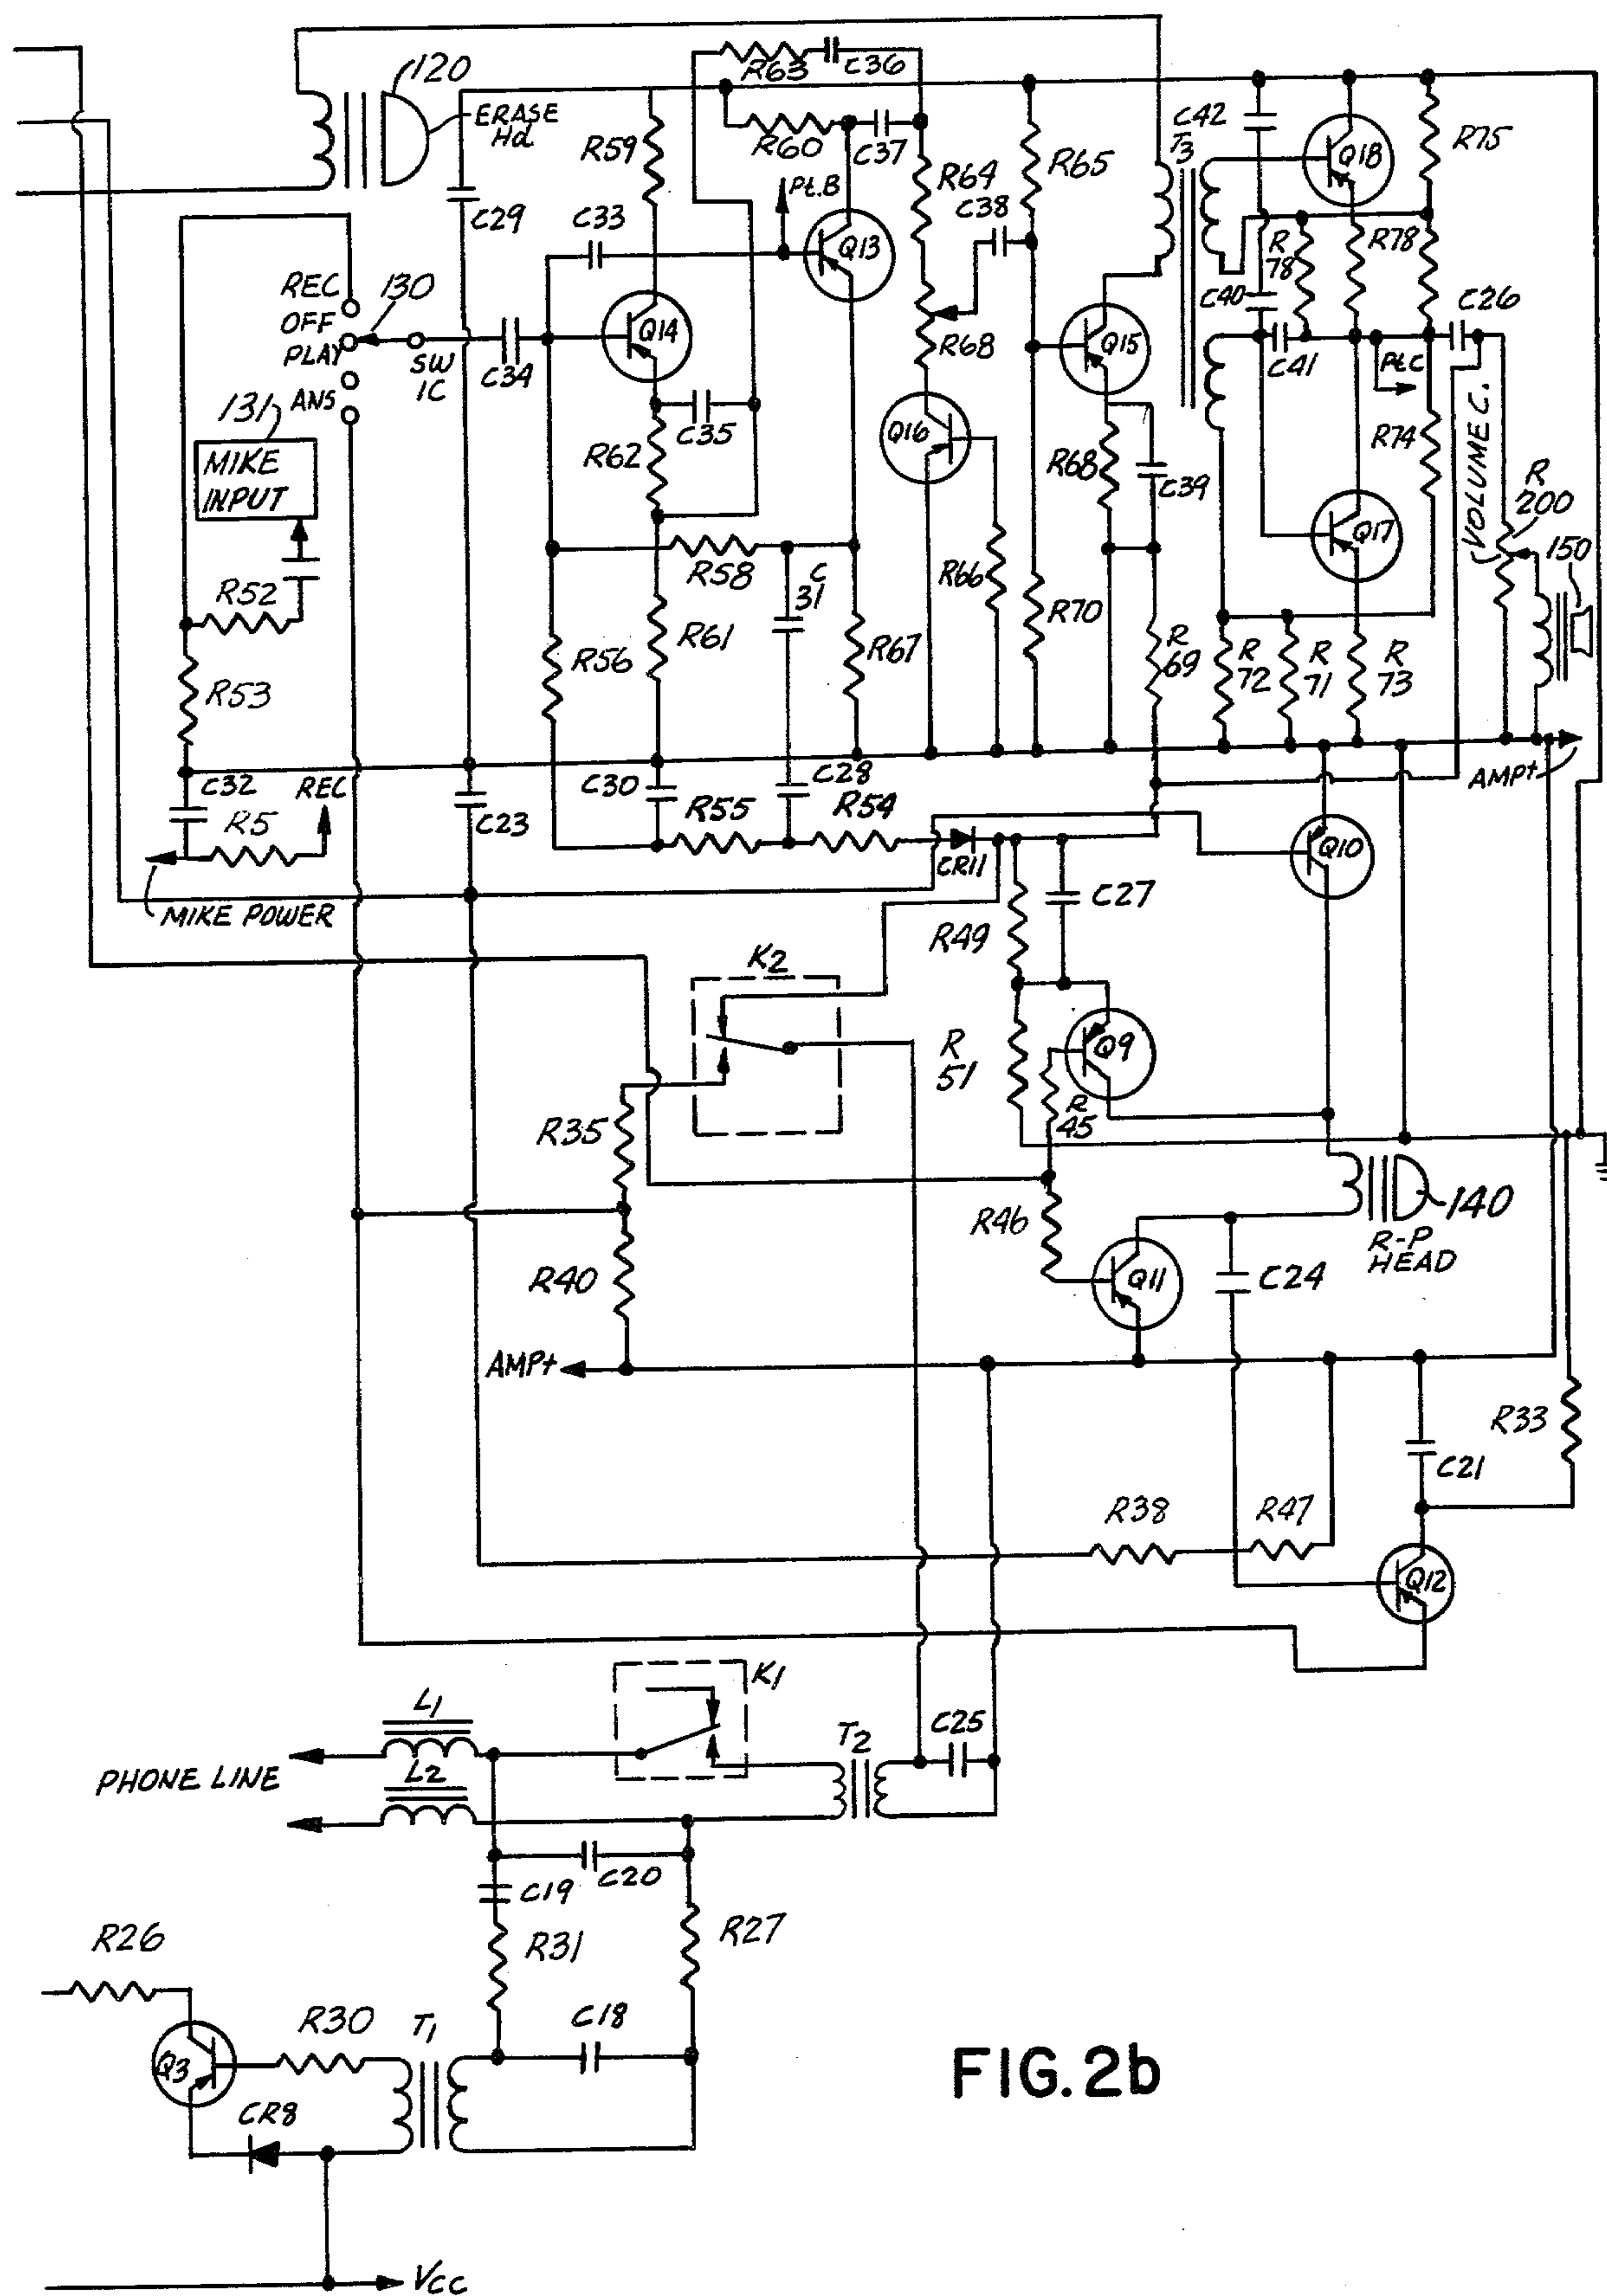 120
ERASE
Hd.
R63
C36
R59
R60
C37
Pt.B
C29
C33
Q13
R64
C38
R65
C42
T3
Q18
R75
R
78
R78
C40
C26
REC
OFF
PLAY
ANS
130
SW
1C
C34
Q14
C35
R62
R68
Q16
Q15
C41
Pt C
R74
VOLUME C.
R
200
150
131
MIKE
INPUT
R52
R53
R58
C
31
R61
R56
R67
R66
R70
R68
C39
R
69
Q17
R
72
R
71
R
73
C32
REC
R5
C23
C30
R55
C28
R54
CR11
AMP+
Q10
MIKE POWER
C27
R49
K2
R
51
Q9
R
45
R35
R46
140
R-P
HEAD
R40
Q11
C24
AMP+
R33
C21
R38
R47
Q12
K1
L1
T2
C25
PHONE LINE
L2
C20
C19
R31
R27
R26
R30
T1
C18
Q3
CR8
FIG. 2b
Vcc